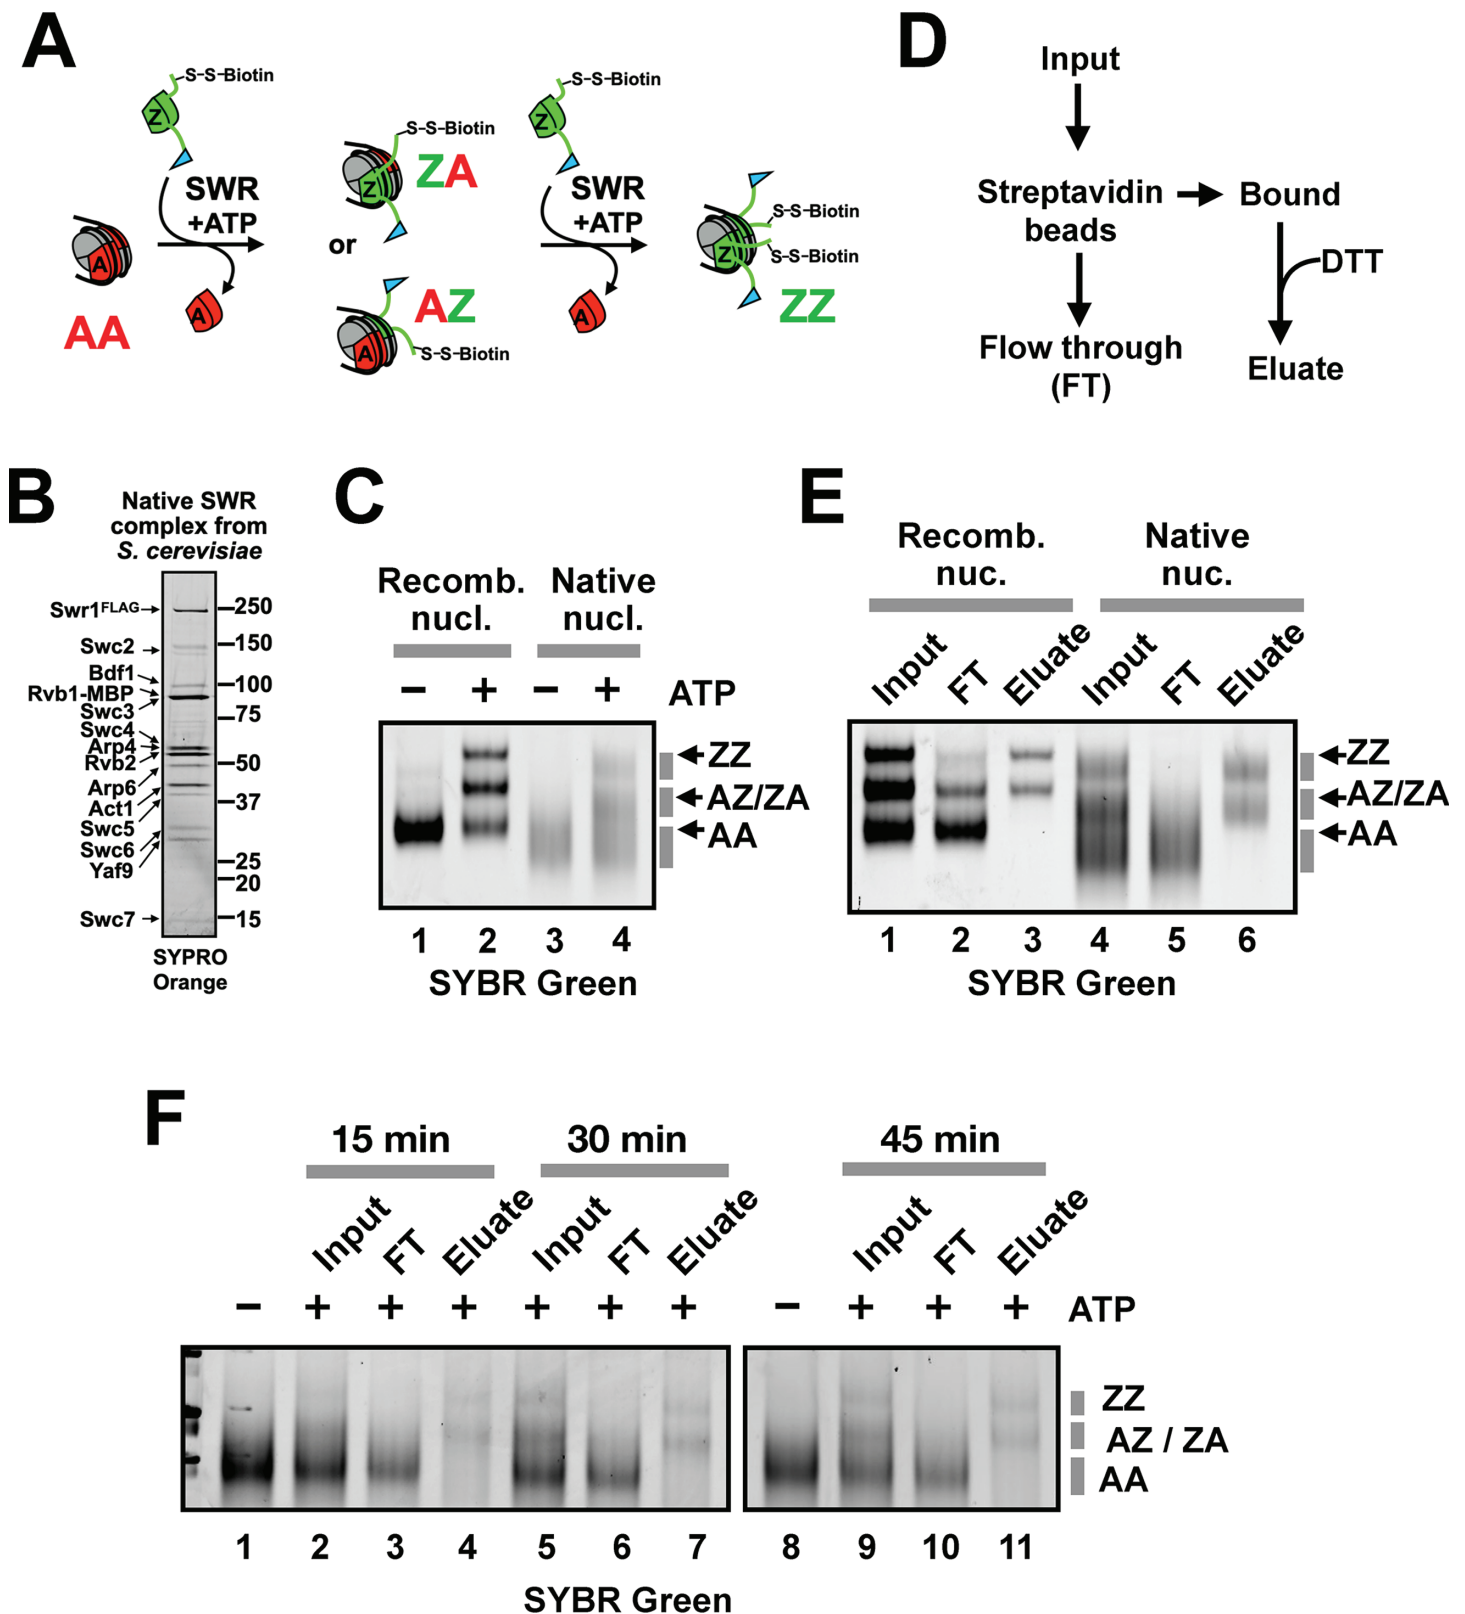 A
S-S-Biotin
Z
SWR
+ATP
A
AA
A
S-S-Biotin
Z
ZA
or
AZ
A
S-S-Biotin
S-S-Biotin
Z
SWR
+ATP
A
S-S-Biotin
S-S-Biotin
Z
ZZ
D
Input
Streptavidin
beads
Bound
DTT
Flow through
(FT)
Eluate
B
Native SWR
complex from
S. cerevisiae
Swr1FLAG
Swc2
Bdf1
Rvb1-MBP
Swc3
Swc4
Arp4
Rvb2
Arp6
Act1
Swc5
Swc6
Yaf9
Swc7
250
150
100
75
50
37
25
20
15
SYPRO
Orange
C
Recomb.
nucl.
Native
nucl.
− + − + ATP
ZZ
AZ/ZA
AA
1 2 3 4
SYBR Green
E
Recomb.
nuc.
Native
nuc.
Input FT Eluate Input FT Eluate
ZZ
AZ/ZA
AA
1 2 3 4 5 6
SYBR Green
F
15 min 30 min 45 min
Input FT Eluate Input FT Eluate Input FT Eluate
− + + + + + + − + + + ATP
ZZ
AZ / ZA
AA
1 2 3 4 5 6 7 8 9 10 11
SYBR Green